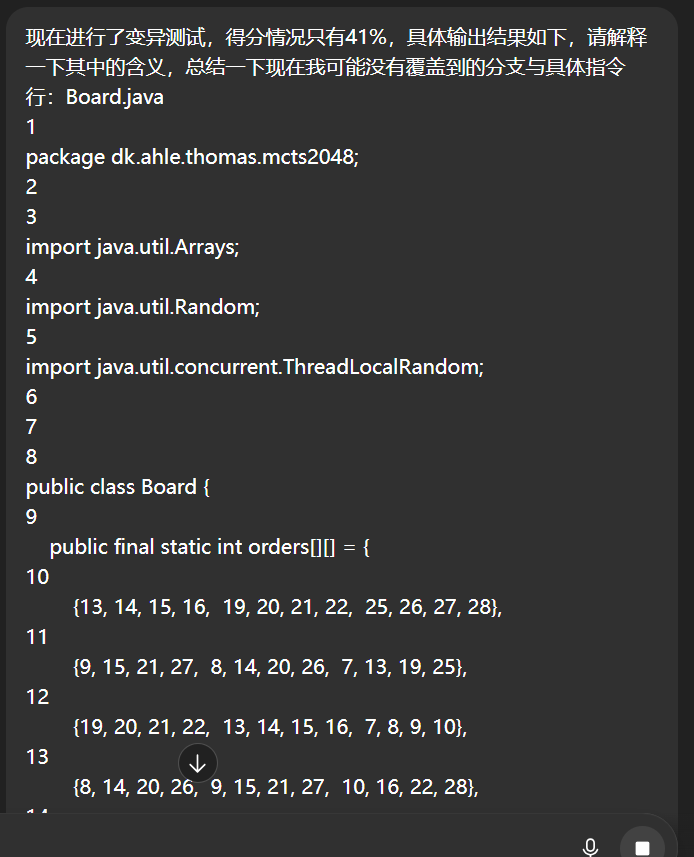 现在进行了变异测试，得分情况只有41%，具体输出结果如下，请解释
一下其中的含义，总结一下现在我可能没有覆盖到的分支与具体指令
行：Board.java
1
package dk.ahle.thomas.mcts2048;
2
3
import java.util.Arrays;
4
import java.util.Random;
5
import java.util.concurrent.ThreadLocalRandom;
6
7
8
public class Board {
9
public final static int orders[][] = {
10
{13, 14, 15, 16,  19, 20, 21, 22,  25, 26, 27, 28},
11
{9, 15, 21, 27,  8, 14, 20, 26,  7, 13, 19, 25},
12
{19, 20, 21, 22,  13, 14, 15, 16,  7, 8, 9, 10},
13
{8, 14, 20, 26,  9, 15, 21, 27,  10, 16, 22, 28},